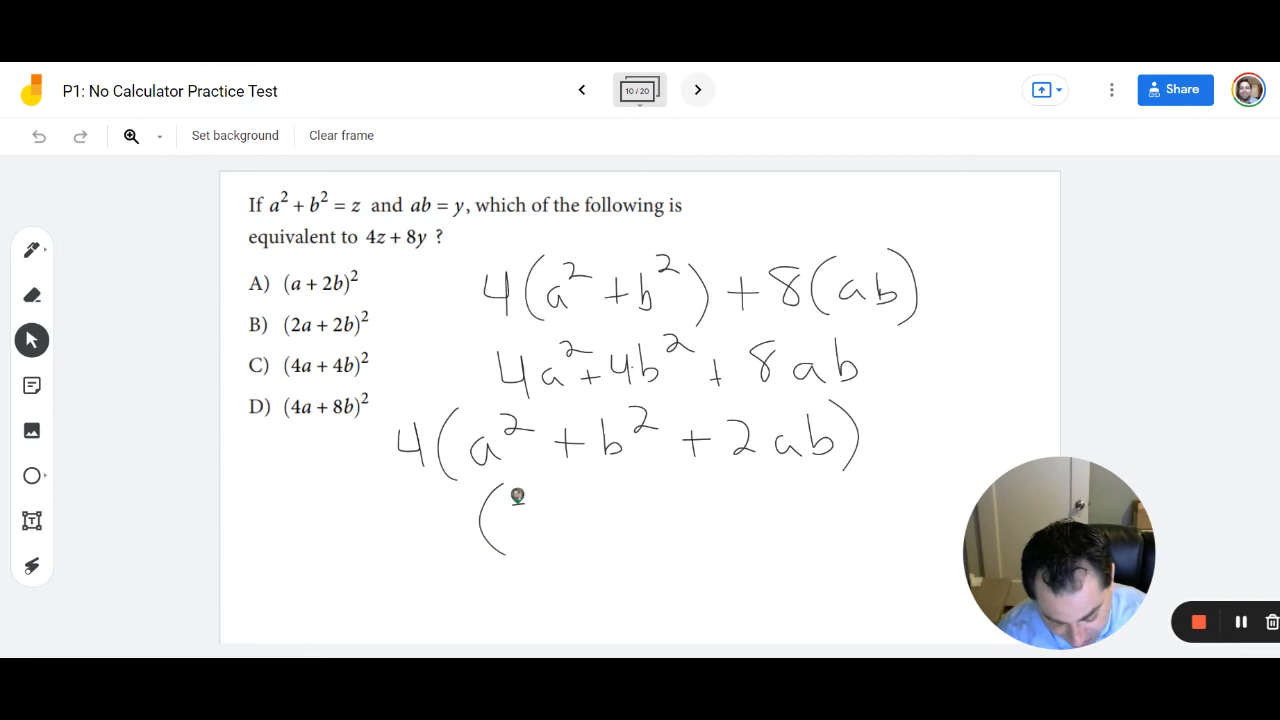 P1: No Calculator Practice Test
10 / 20
Share
Set background
Clear frame
If a² + b² = z and ab = y, which of the following is
equivalent to 4z + 8y ?
A) (a + 2b)²
B) (2a + 2b)²
C) (4a + 4b)²
D) (4a + 8b)²
4(a² + b²) + 8(ab)
4a² + 4b² + 8ab
4(a² + b² + 2ab)
(